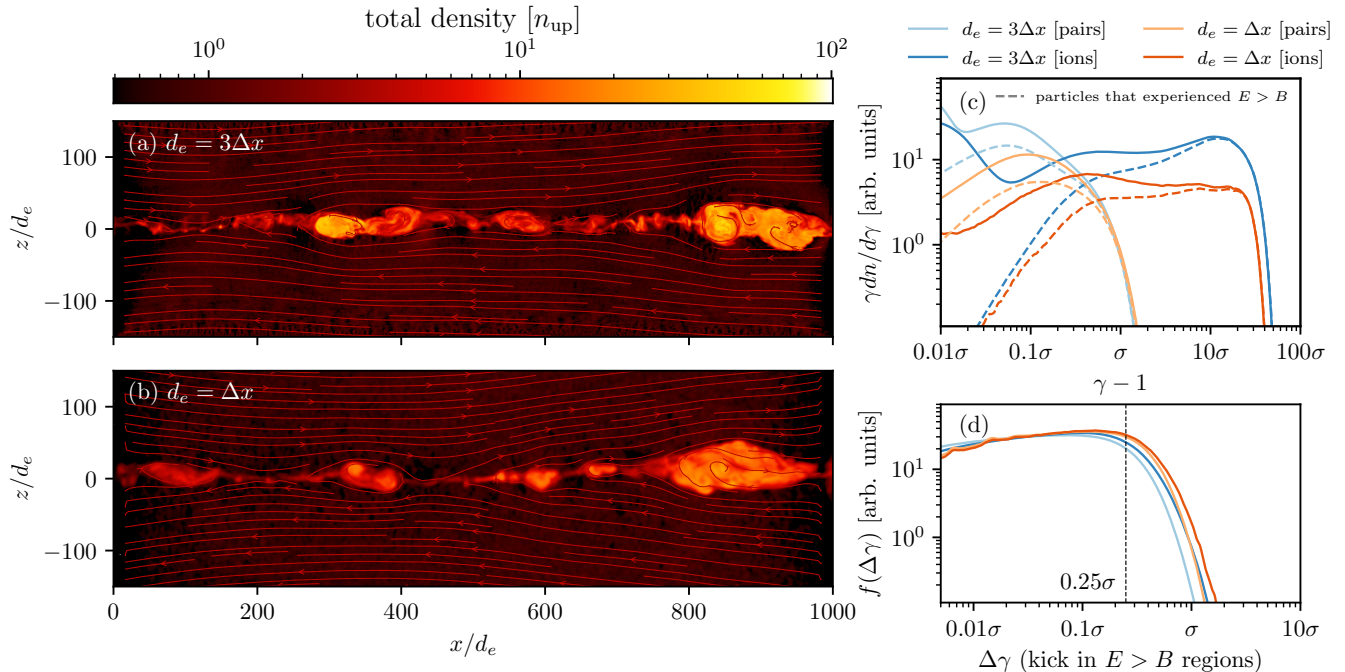 total density [n_up]
10^0 10^1 10^2
(a) d_e = 3Δx
z/d_e
100
0
−100
(b) d_e = Δx
z/d_e
100
0
−100
0 200 400 600 800 1000
x/d_e
d_e = 3Δx [pairs] d_e = Δx [pairs]
d_e = 3Δx [ions] d_e = Δx [ions]
(c) particles that experienced E > B
γdn/dγ [arb. units]
10^1
10^0
0.01σ 0.1σ σ 10σ 100σ
γ − 1
(d)
f(Δγ) [arb. units]
10^1
10^0
0.25σ
0.01σ 0.1σ σ 10σ
Δγ (kick in E > B regions)